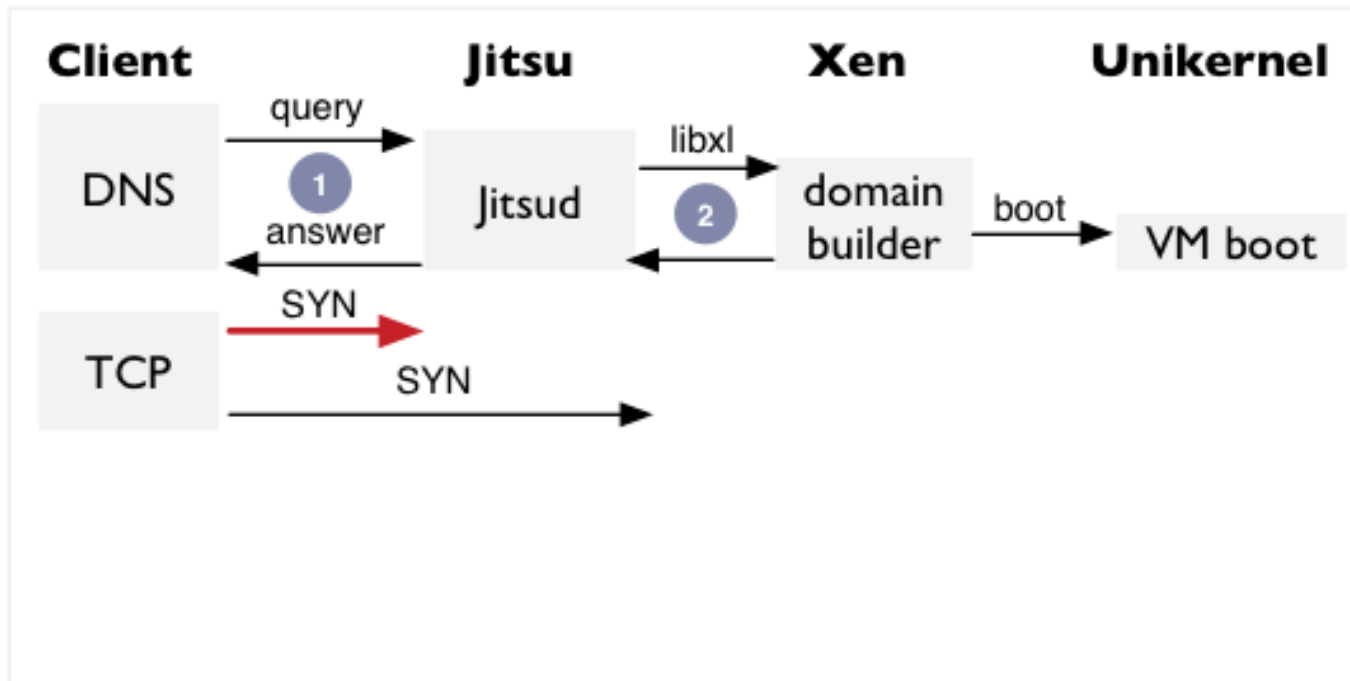 Client Jitsu Xen Unikernel
query
DNS
1
answer
Jitsud
libxl
2
domain
builder
boot
VM boot
SYN
TCP
SYN